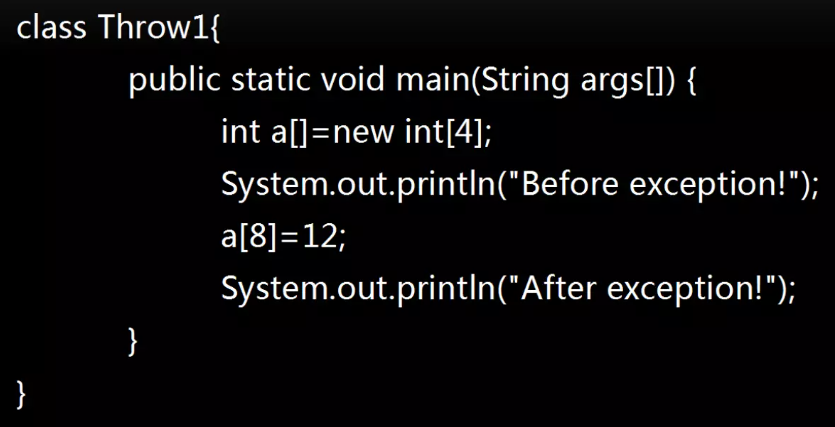 class Throw1{
public static void main(String args[]) {
int a[]=new int[4];
System.out.println("Before exception!");
a[8]=12;
System.out.println("After exception!");
}
}